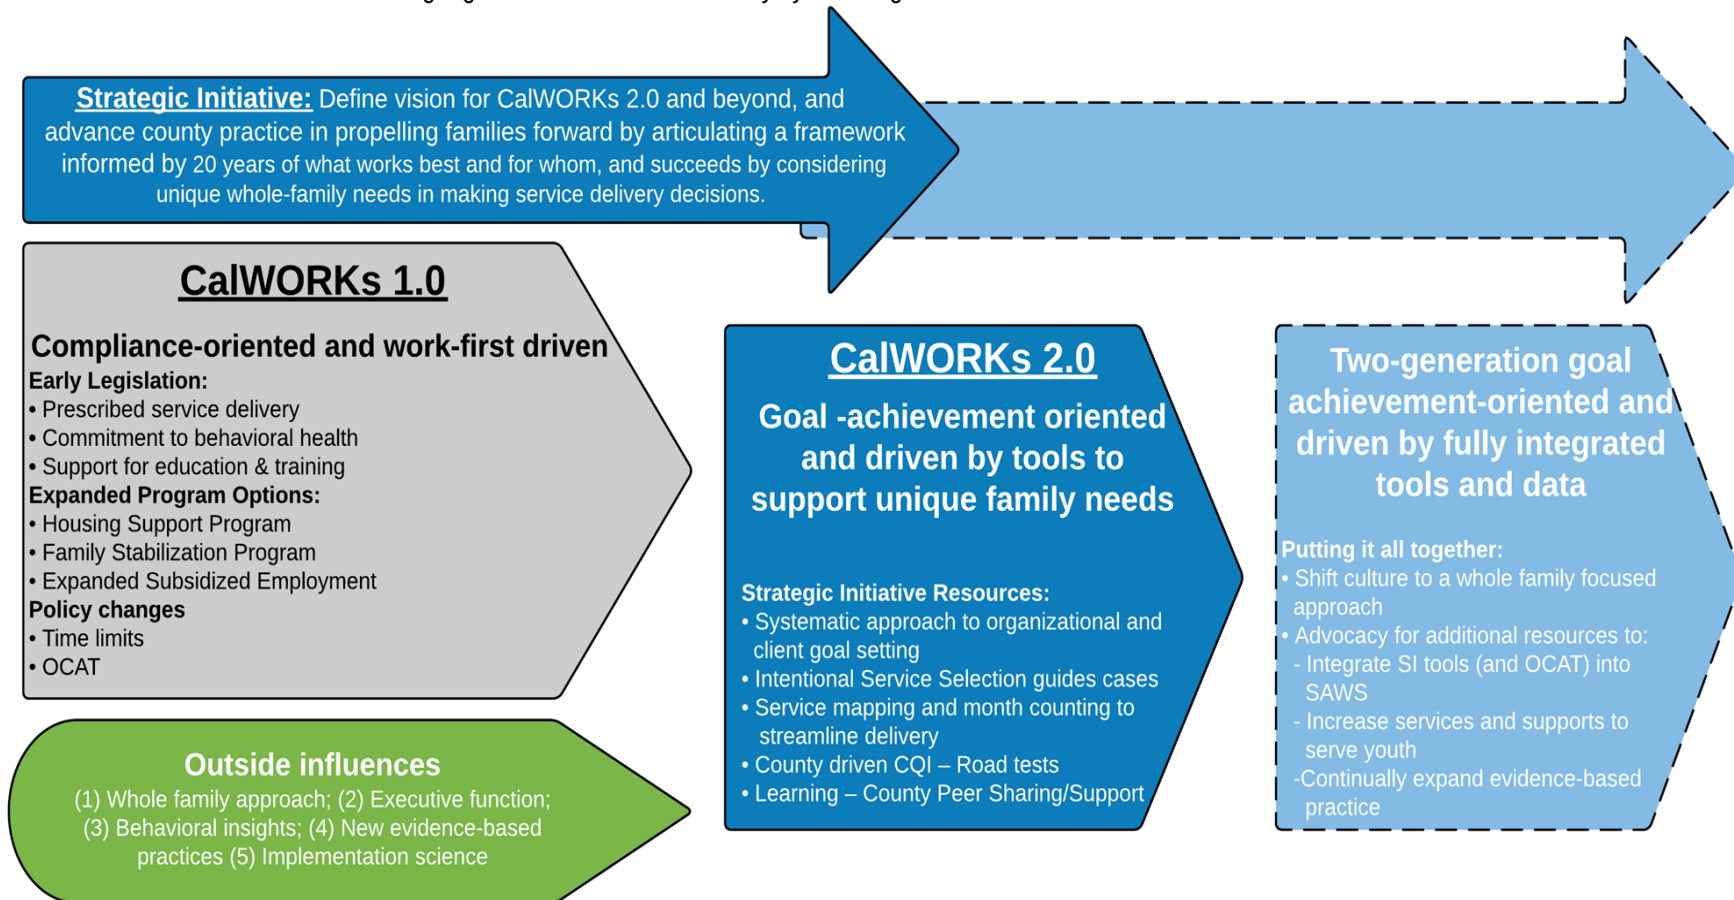 Strategic Initiative: Define vision for CalWORKs 2.0 and beyond, and
advance county practice in propelling families forward by articulating a framework
informed by 20 years of what works best and for whom, and succeeds by considering
unique whole-family needs in making service delivery decisions.
CalWORKs 1.0
Compliance-oriented and work-first driven
Early Legislation:
• Prescribed service delivery
• Commitment to behavioral health
• Support for education & training
Expanded Program Options:
• Housing Support Program
• Family Stabilization Program
• Expanded Subsidized Employment
Policy changes
• Time limits
• OCAT
Outside influences
(1) Whole family approach; (2) Executive function;
(3) Behavioral insights; (4) New evidence-based
practices (5) Implementation science
CalWORKs 2.0
Goal -achievement oriented
and driven by tools to
support unique family needs
Strategic Initiative Resources:
• Systematic approach to organizational and
client goal setting
• Intentional Service Selection guides cases
• Service mapping and month counting to
streamline delivery
• County driven CQI – Road tests
• Learning – County Peer Sharing/Support
Two-generation goal
achievement-oriented and
driven by fully integrated
tools and data
Putting it all together:
• Shift culture to a whole family focused
approach
• Advocacy for additional resources to:
- Integrate SI tools (and OCAT) into
SAWS
- Increase services and supports to
serve youth
-Continually expand evidence-based
practice